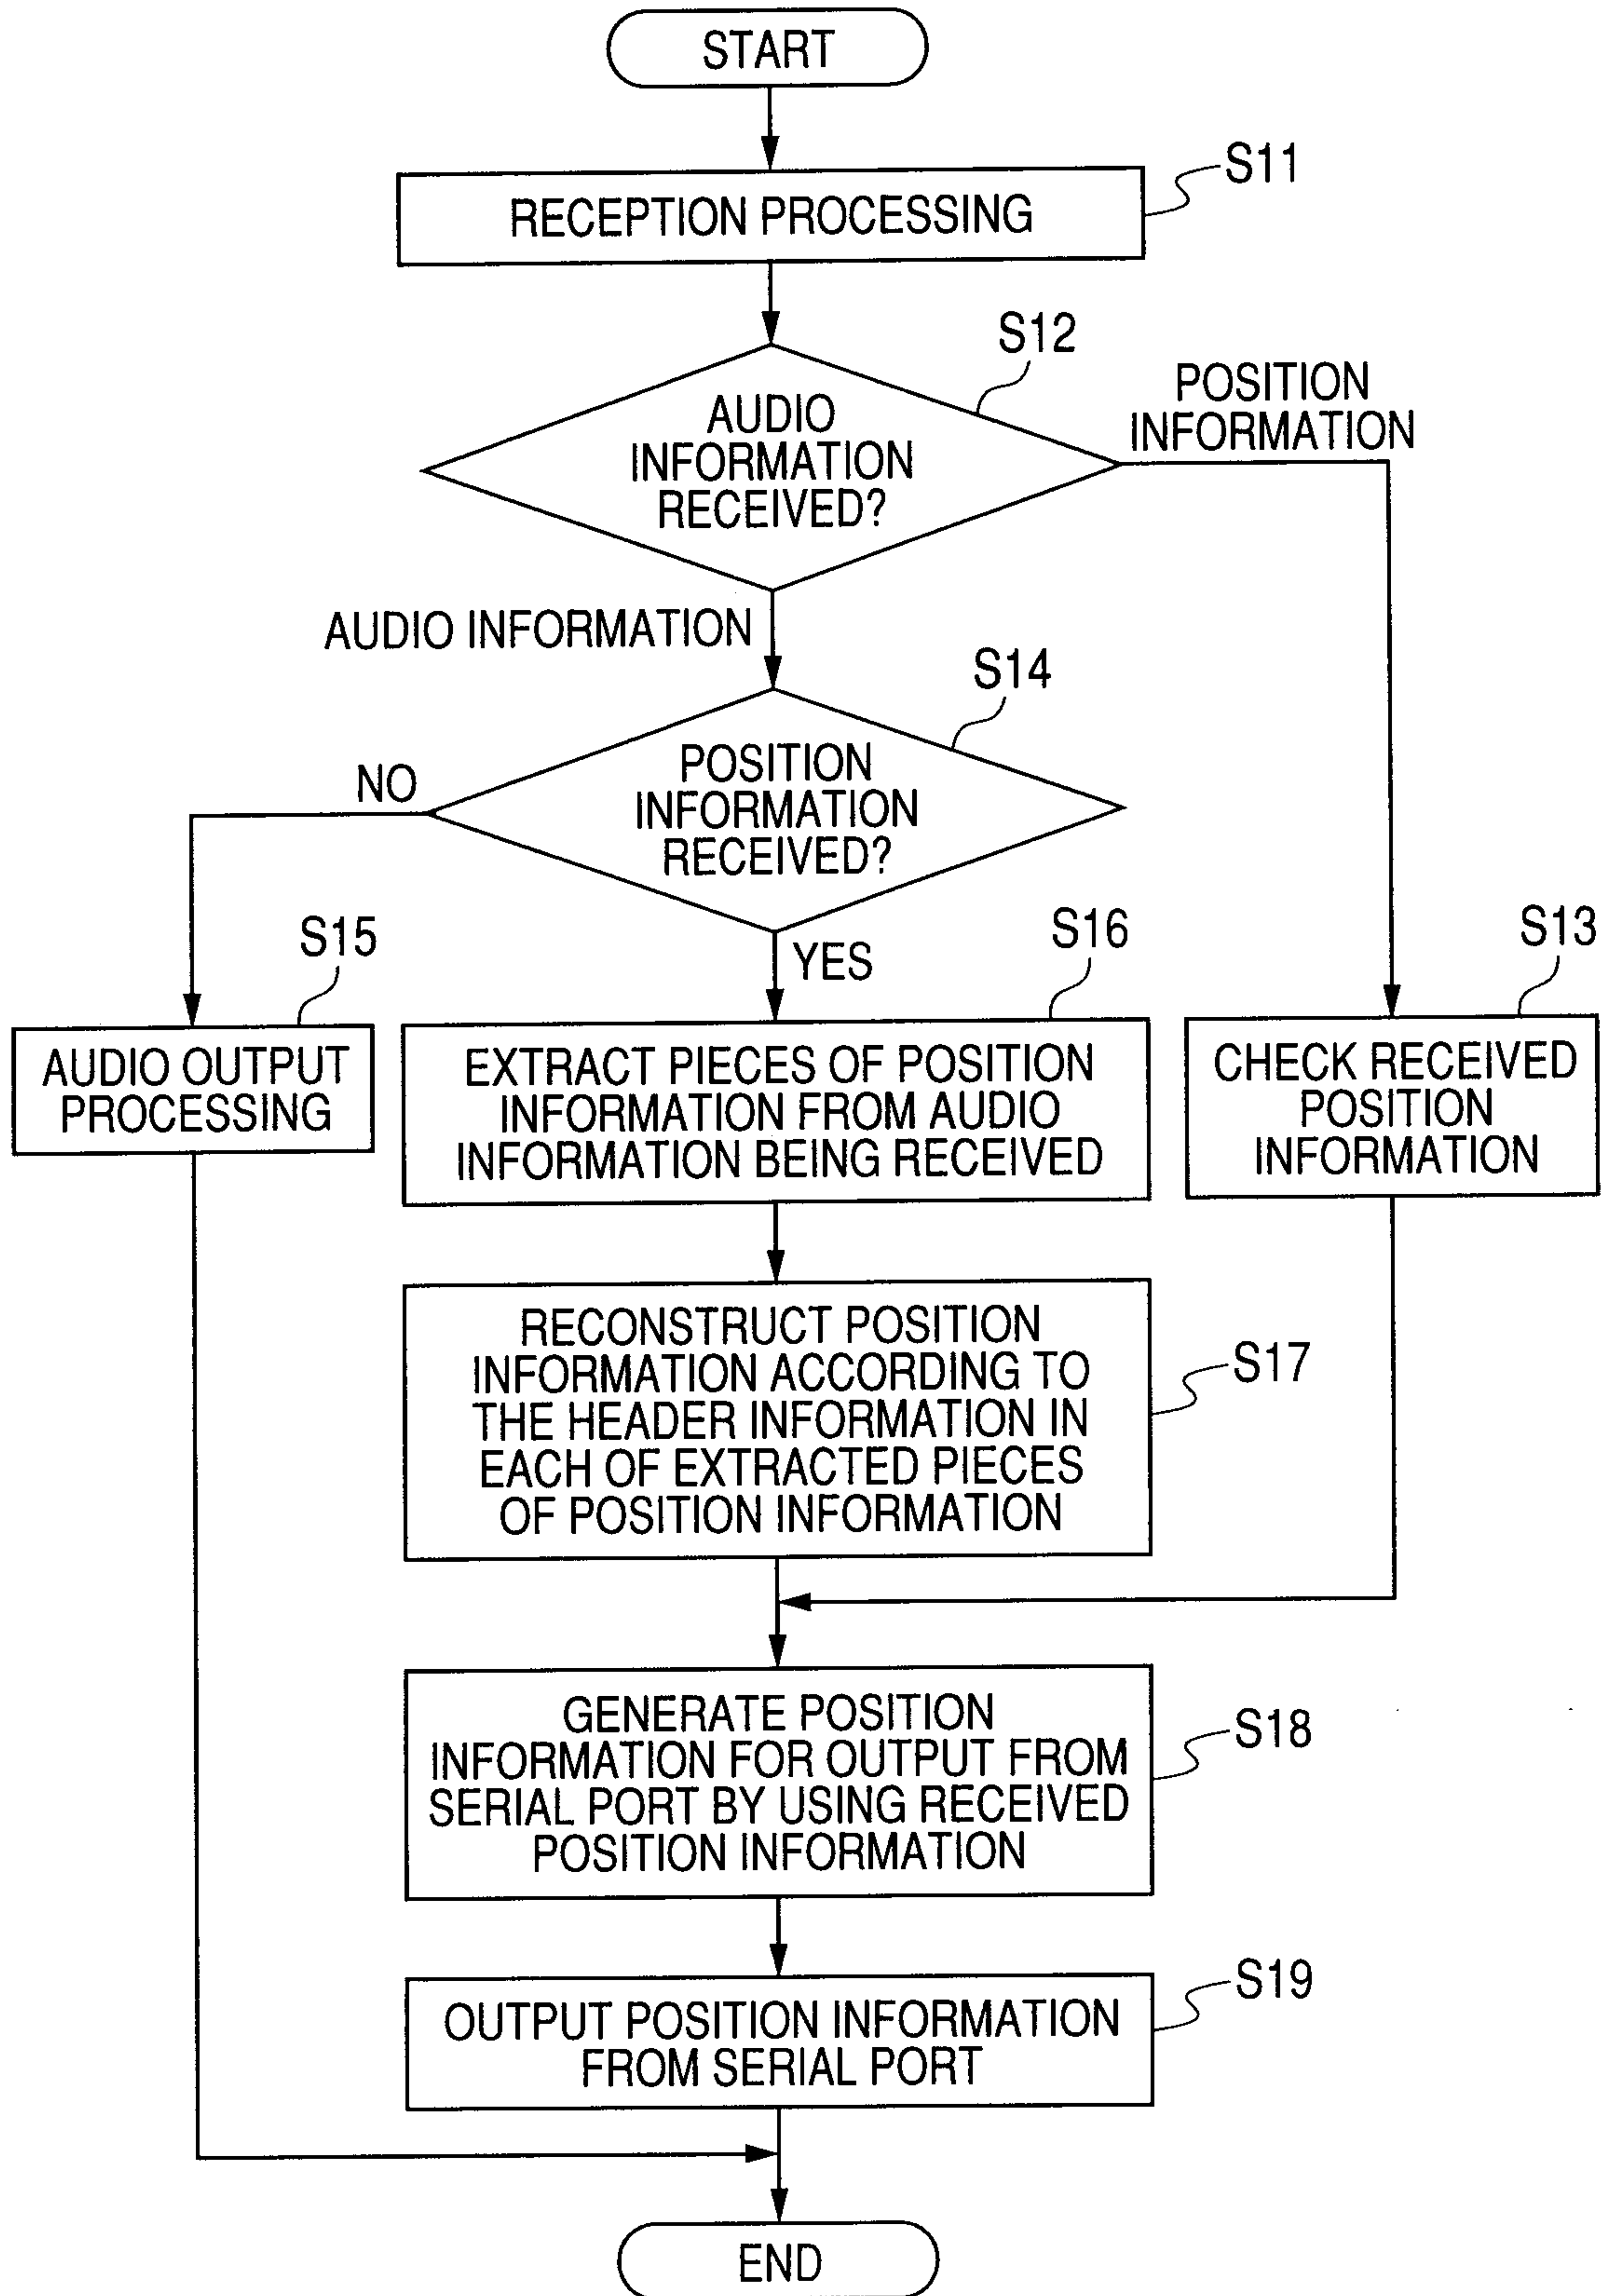 START
S11
RECEPTION PROCESSING
S12
POSITION
INFORMATION
AUDIO
INFORMATION
RECEIVED?
AUDIO INFORMATION
S14
POSITION
INFORMATION
RECEIVED?
NO
YES
S15
S16
S13
AUDIO OUTPUT
PROCESSING
EXTRACT PIECES OF POSITION
INFORMATION FROM AUDIO
INFORMATION BEING RECEIVED
CHECK RECEIVED
POSITION
INFORMATION
RECONSTRUCT POSITION
INFORMATION ACCORDING TO
THE HEADER INFORMATION IN
EACH OF EXTRACTED PIECES
OF POSITION INFORMATION
S17
GENERATE POSITION
INFORMATION FOR OUTPUT FROM
SERIAL PORT BY USING RECEIVED
POSITION INFORMATION
S18
OUTPUT POSITION INFORMATION
FROM SERIAL PORT
S19
END